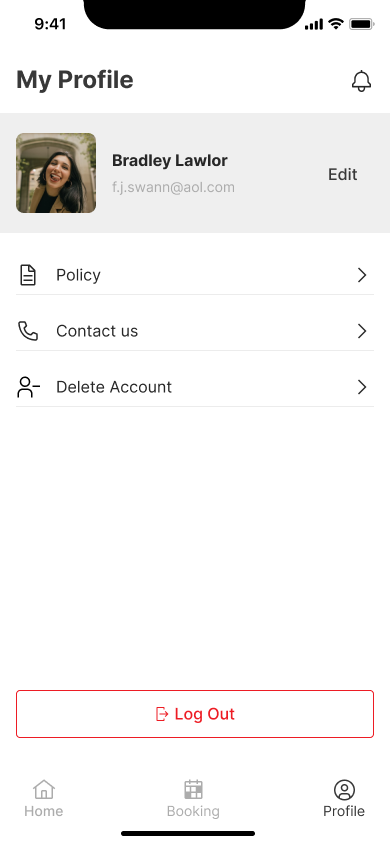 9:41
My Profile
Bradley Lawlor
f.j.swann@aol.com
Edit
Policy
Contact us
Delete Account
Log Out
Home
Booking
Profile